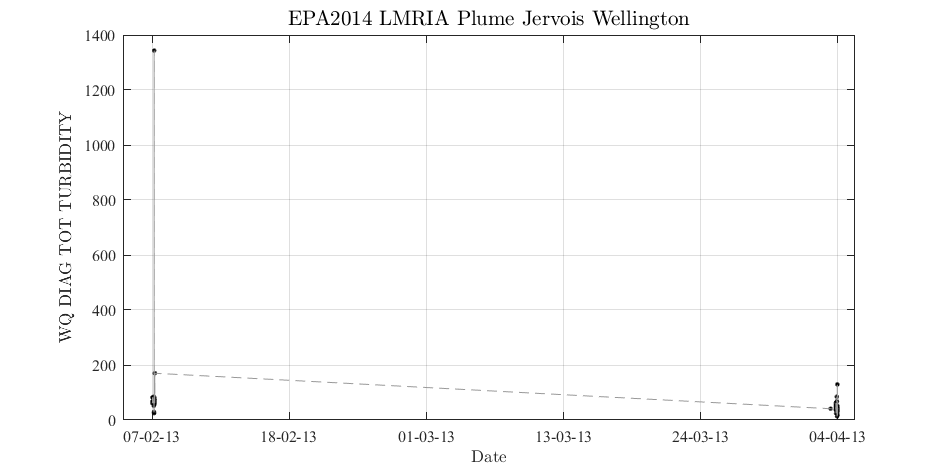 EPA2014 LMRIA Plume Jervois Wellington
WQ DIAG TOT TURBIDITY
1400
1200
1000
800
600
400
200
0
07-02-13 18-02-13 01-03-13 13-03-13 24-03-13 04-04-13
Date